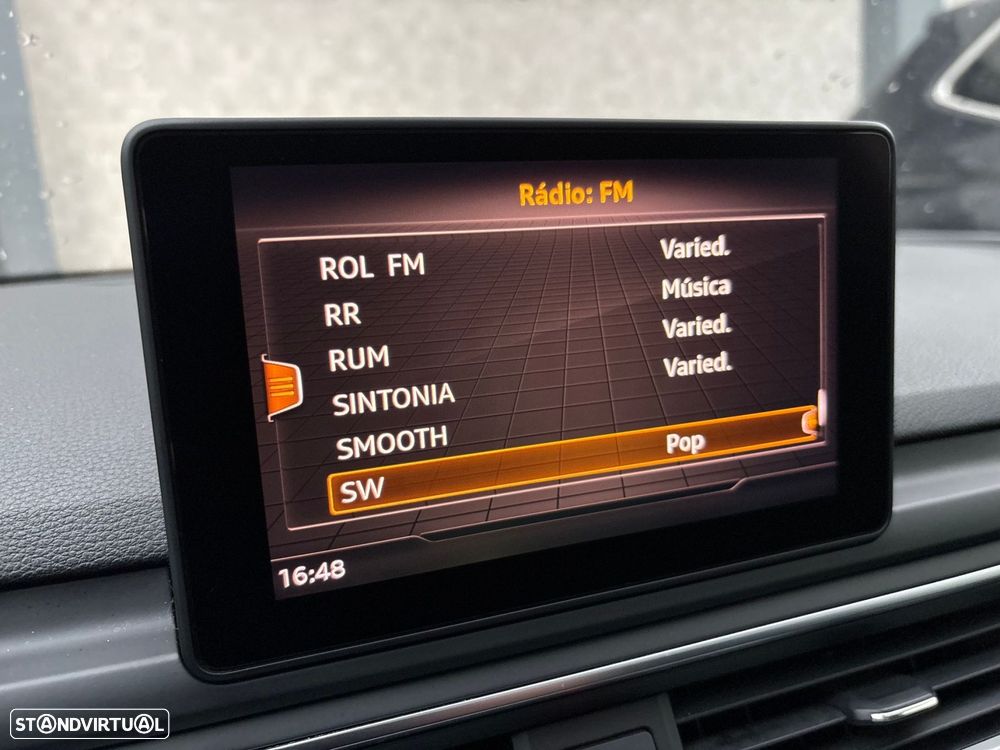 Rádio: FM
ROL FM Varied.
RR Música
RUM Varied.
SINTONIA Varied.
SMOOTH
SW Pop
16:48
STANDVIRTUAL